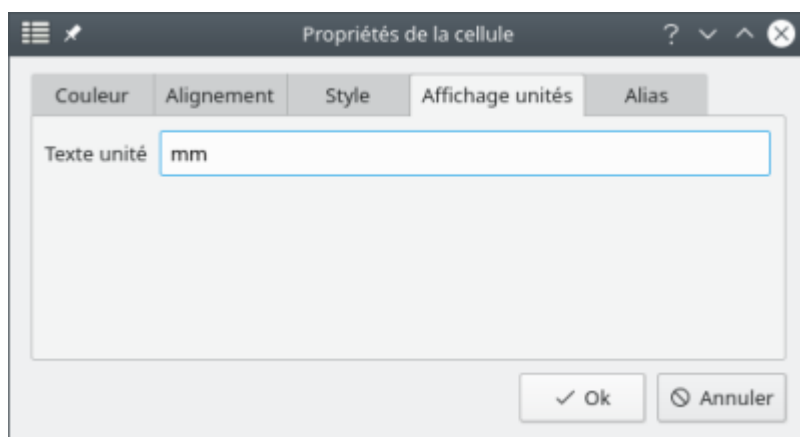 Propriétés de la cellule
Couleur Alignement Style Affichage unités Alias
Texte unité mm
Ok Annuler